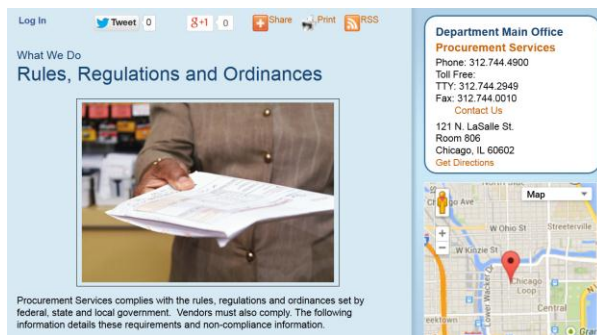 Log In
Tweet 0
g+1 0
Share
Print
RSS
What We Do
Rules, Regulations and Ordinances
Procurement Services complies with the rules, regulations and ordinances set by
federal, state and local government. Vendors must also comply. The following
information details these requirements and non-compliance information.
Department Main Office
Procurement Services
Phone: 312.744.4900
Toll Free:
TTY: 312.744.2949
Fax: 312.744.0010
Contact Us
121 N. LaSalle St.
Room 806
Chicago, IL 60602
Get Directions
Map
W Ohio St
Streeterville
W Kinzie St
Chicago
Loop
Central